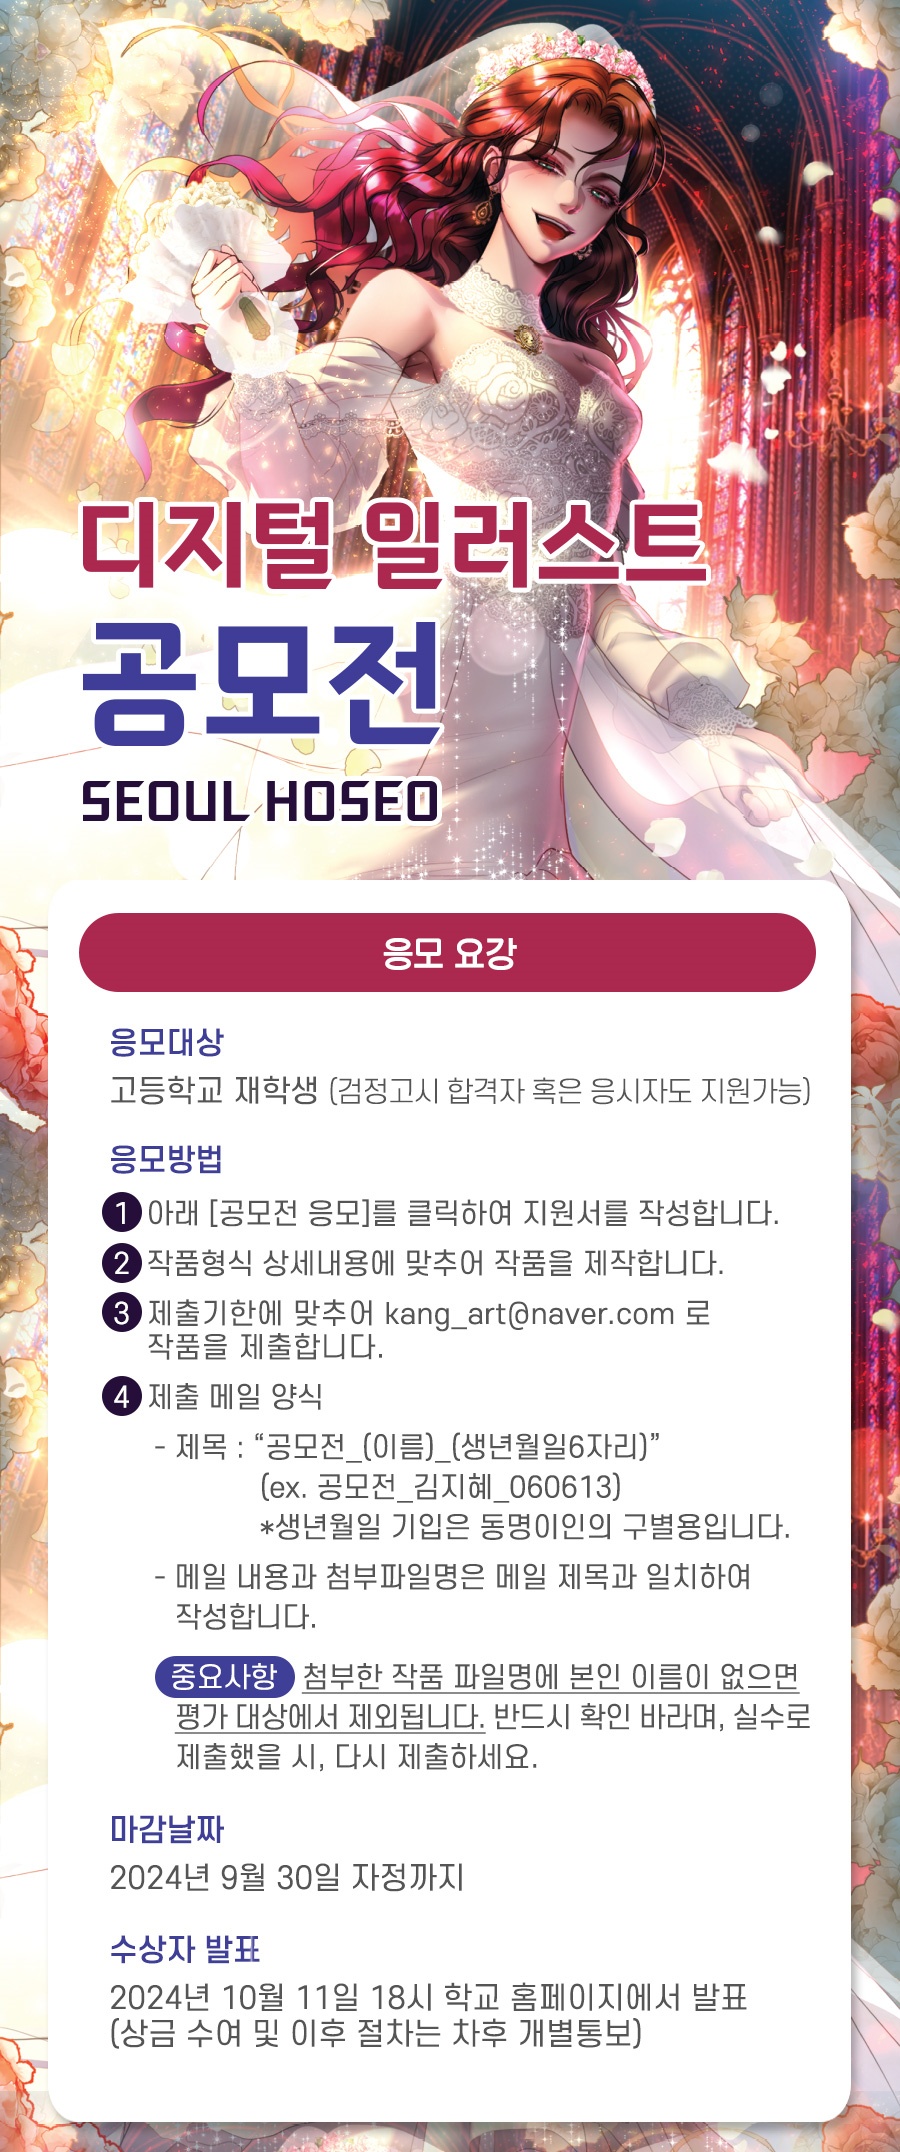 디지털 일러스트
공모전
SEOUL HOSEO
응모 요강
응모대상
고등학교 재학생 (검정고시 합격자 혹은 응시자도 지원가능)
응모방법
1 아래 [공모전 응모]를 클릭하여 지원서를 작성합니다.
2 작품형식 상세내용에 맞추어 작품을 제작합니다.
3 제출기한에 맞추어 kang_art@naver.com 로
작품을 제출합니다.
4 제출 메일 양식
- 제목 : “공모전_(이름)_(생년월일6자리)”
(ex. 공모전_김지혜_060613)
*생년월일 기입은 동명이인의 구별용입니다.
- 메일 내용과 첨부파일명은 메일 제목과 일치하여
작성합니다.
중요사항 첨부한 작품 파일명에 본인 이름이 없으면
평가 대상에서 제외됩니다. 반드시 확인 바라며, 실수로
제출했을 시, 다시 제출하세요.
마감날짜
2024년 9월 30일 자정까지
수상자 발표
2024년 10월 11일 18시 학교 홈페이지에서 발표
(상금 수여 및 이후 절차는 차후 개별통보)